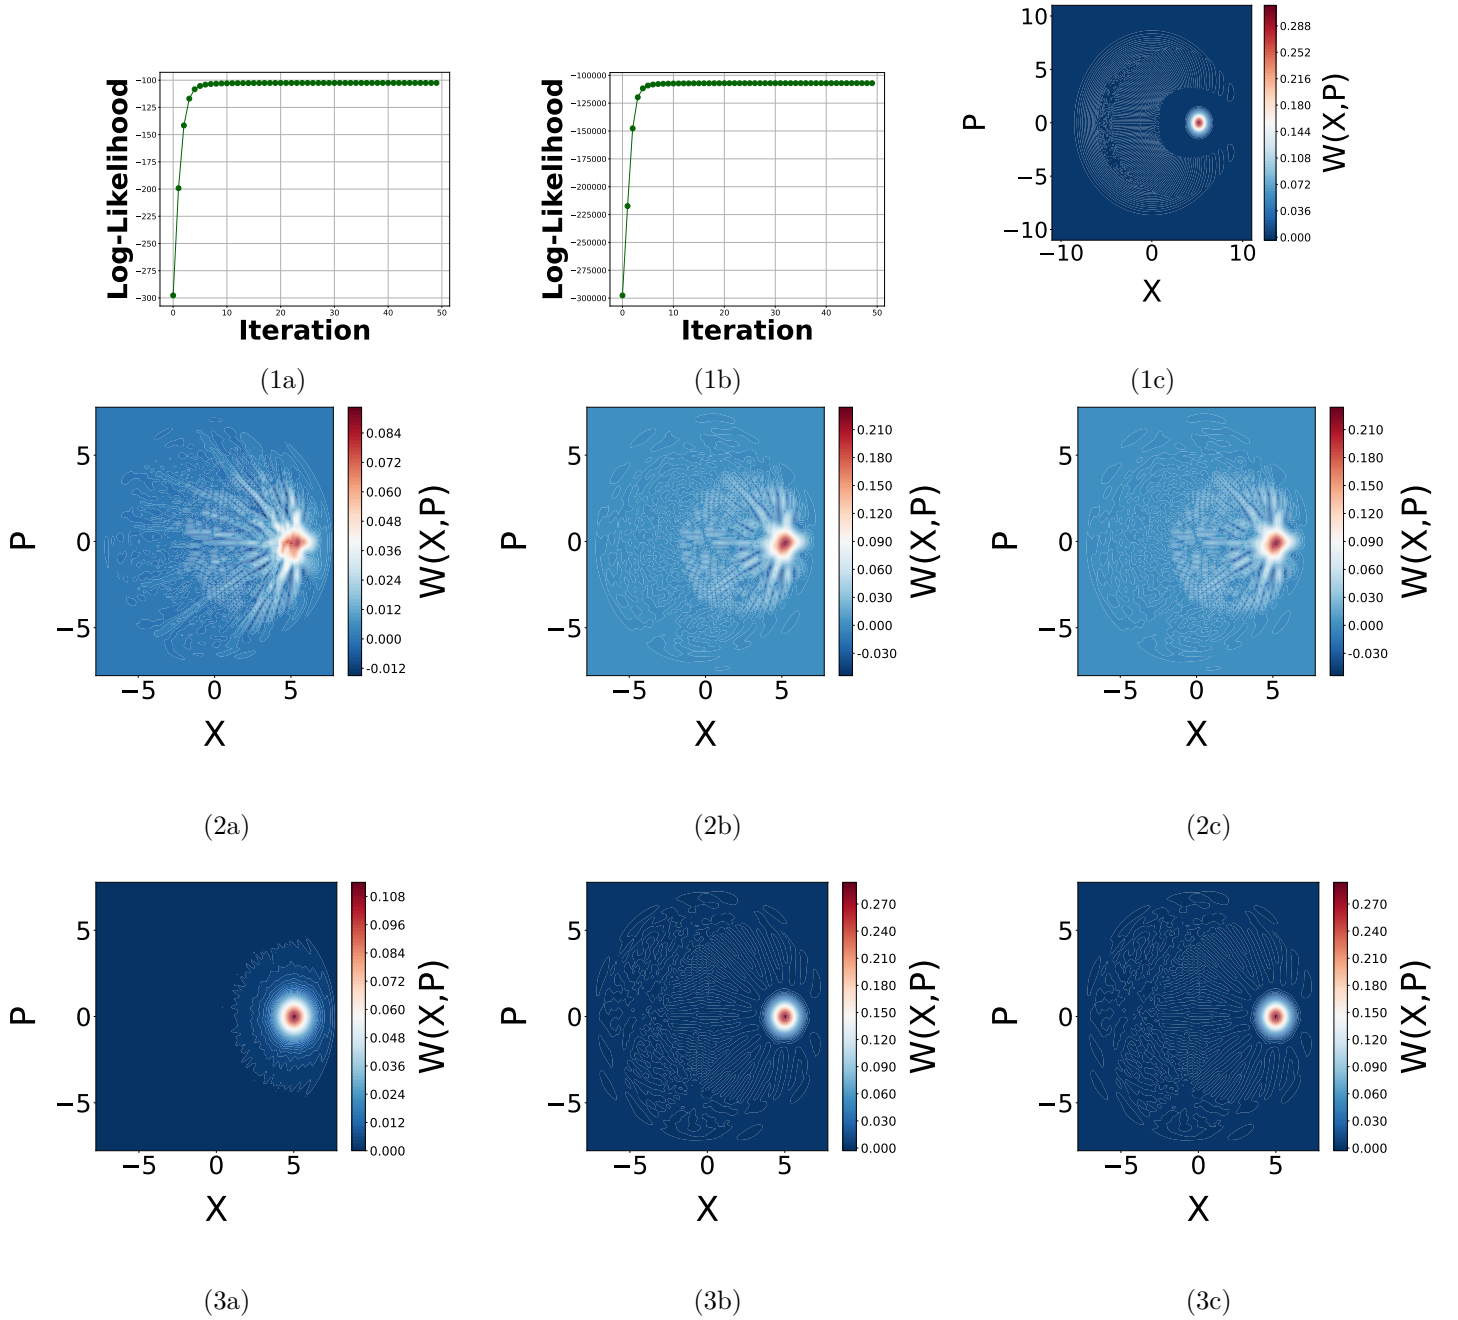 Log-Likelihood
−100
−125
−150
−175
−200
−225
−250
−275
−300
0 10 20 30 40 50
Iteration
(1a)
Log-Likelihood
−100000
−125000
−150000
−175000
−200000
−225000
−250000
−275000
−300000
0 10 20 30 40 50
Iteration
(1b)
P
10
5
0
−5
−10
−10 0 10
X
0.288
0.252
0.216
0.180
0.144
0.108
0.072
0.036
0.000
W(X,P)
(1c)
P
5
0
−5
−5 0 5
X
0.084
0.072
0.060
0.048
0.036
0.024
0.012
0.000
-0.012
W(X,P)
(2a)
P
5
0
−5
−5 0 5
X
0.210
0.180
0.150
0.120
0.090
0.060
0.030
0.000
-0.030
W(X,P)
(2b)
P
5
0
−5
−5 0 5
X
0.210
0.180
0.150
0.120
0.090
0.060
0.030
0.000
-0.030
W(X,P)
(2c)
P
5
0
−5
−5 0 5
X
0.108
0.096
0.084
0.072
0.060
0.048
0.036
0.024
0.012
0.000
W(X,P)
(3a)
P
5
0
−5
−5 0 5
X
0.270
0.240
0.210
0.180
0.150
0.120
0.090
0.060
0.030
0.000
W(X,P)
(3b)
P
5
0
−5
−5 0 5
X
0.270
0.240
0.210
0.180
0.150
0.120
0.090
0.060
0.030
0.000
W(X,P)
(3c)